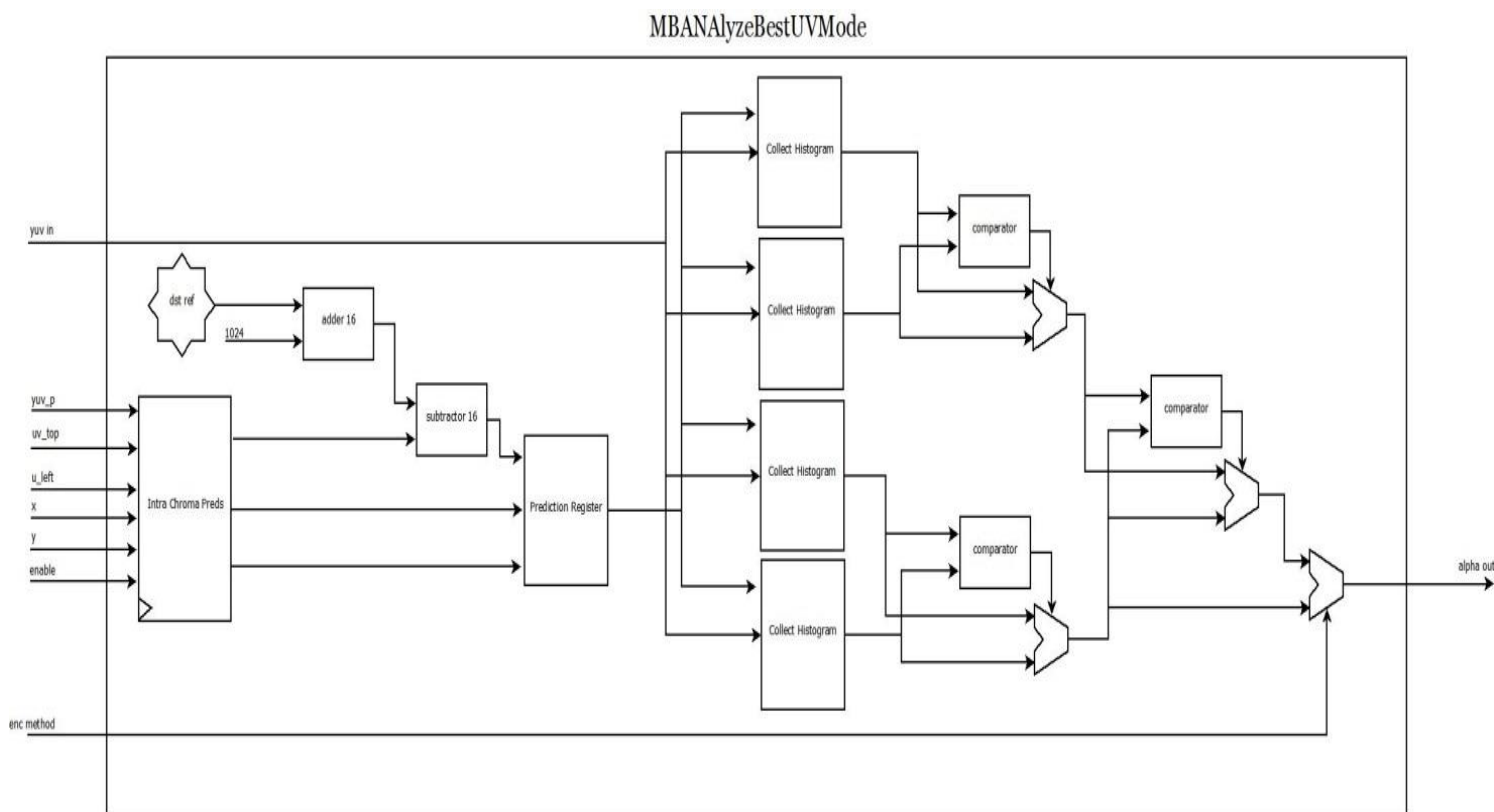 MBANAlyzeBestUVMode
Collect Histogram
comparator
yuv in
dst ref
adder 16
1024
Collect Histogram
yuv_p
uv_top
u_left
x
y
enable
Intra Chroma Preds
subtractor 16
Prediction Register
comparator
Collect Histogram
comparator
Collect Histogram
alpha out
enc method